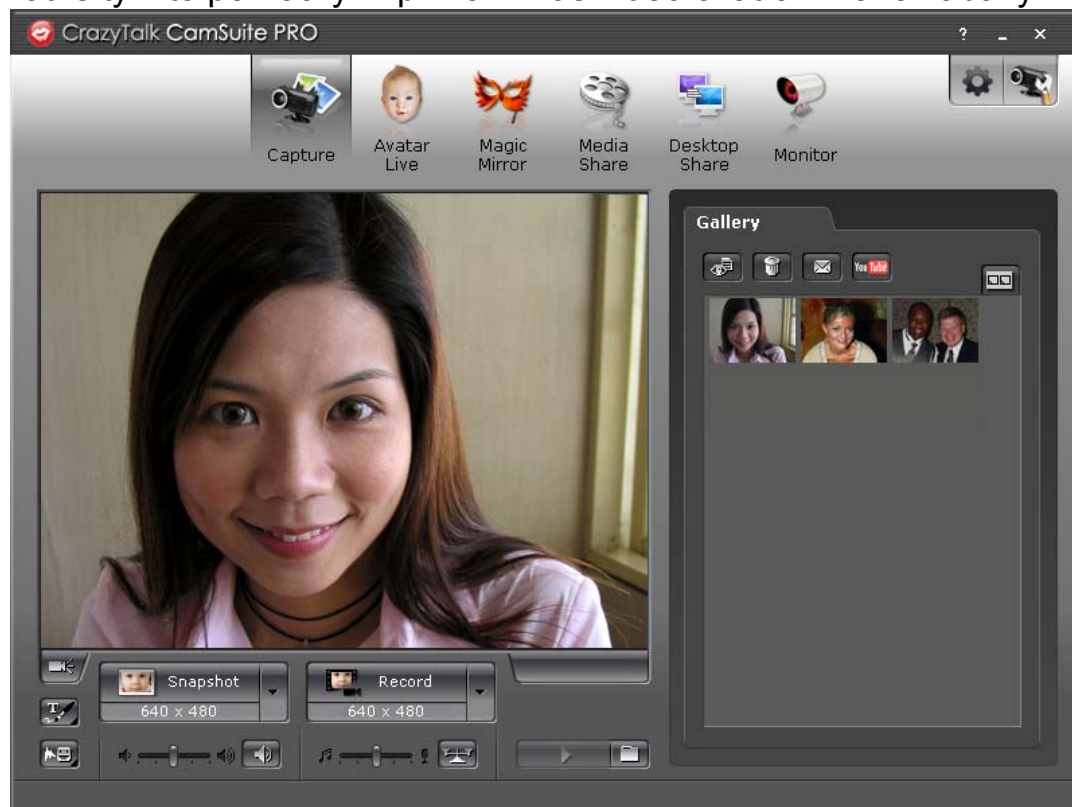 CrazyTalk CamSuite PRO
?
Capture
Avatar
Live
Magic
Mirror
Media
Share
Desktop
Share
Monitor
Gallery
You Tube
Snapshot
640 x 480
Record
640 x 480
T